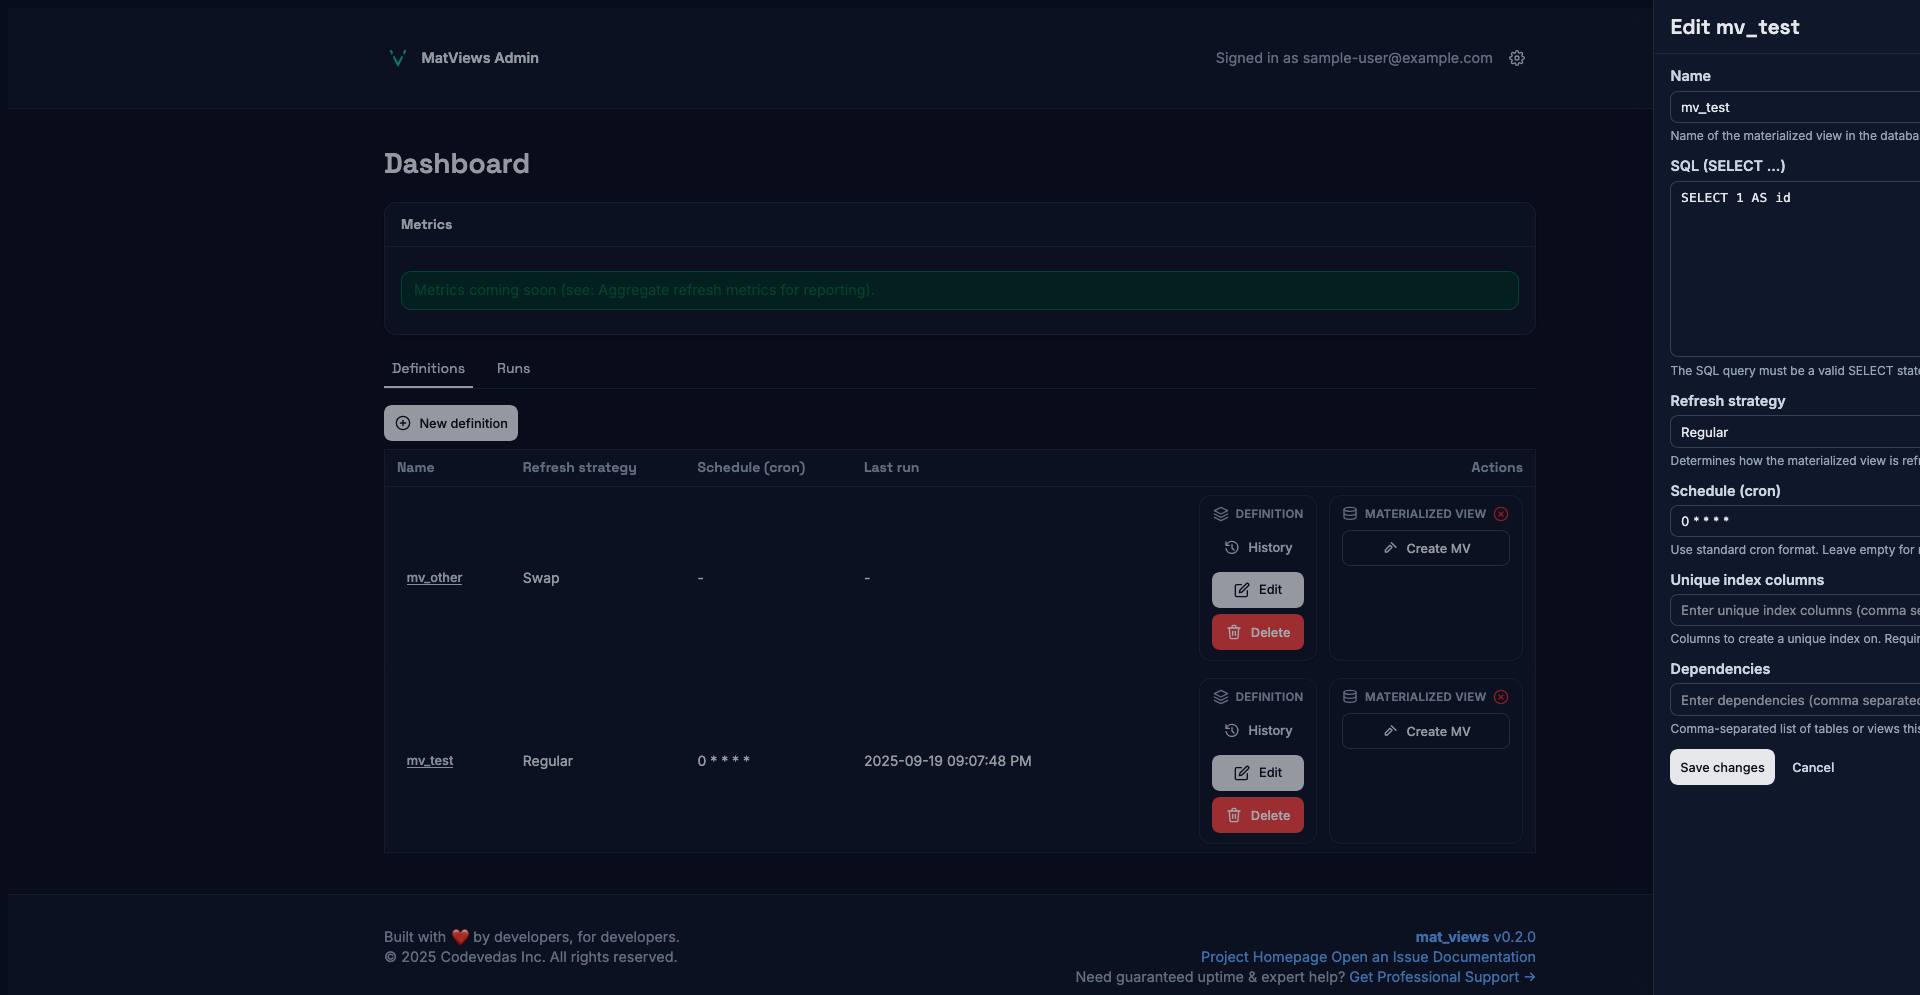 MatViews Admin
Signed in as sample-user@example.com
Dashboard
Metrics
Metrics coming soon (see: Aggregate refresh metrics for reporting).
Definitions Runs
New definition
Name Refresh strategy Schedule (cron) Last run Actions
DEFINITION MATERIALIZED VIEW
History Create MV
mv_other Swap - -
Edit
Delete
DEFINITION MATERIALIZED VIEW
History Create MV
mv_test Regular 0 * * * * 2025-09-19 09:07:48 PM
Edit
Delete
Built with ❤️ by developers, for developers.
© 2025 Codevedas Inc. All rights reserved.
mat_views v0.2.0
Project Homepage Open an Issue Documentation
Need guaranteed uptime & expert help? Get Professional Support →
Edit mv_test
Name
mv_test
Name of the materialized view in the databa
SQL (SELECT ...)
SELECT 1 AS id
The SQL query must be a valid SELECT state
Refresh strategy
Regular
Determines how the materialized view is refr
Schedule (cron)
0 * * * *
Use standard cron format. Leave empty for
Unique index columns
Enter unique index columns (comma se
Columns to create a unique index on. Requir
Dependencies
Enter dependencies (comma separated
Comma-separated list of tables or views this
Save changes Cancel